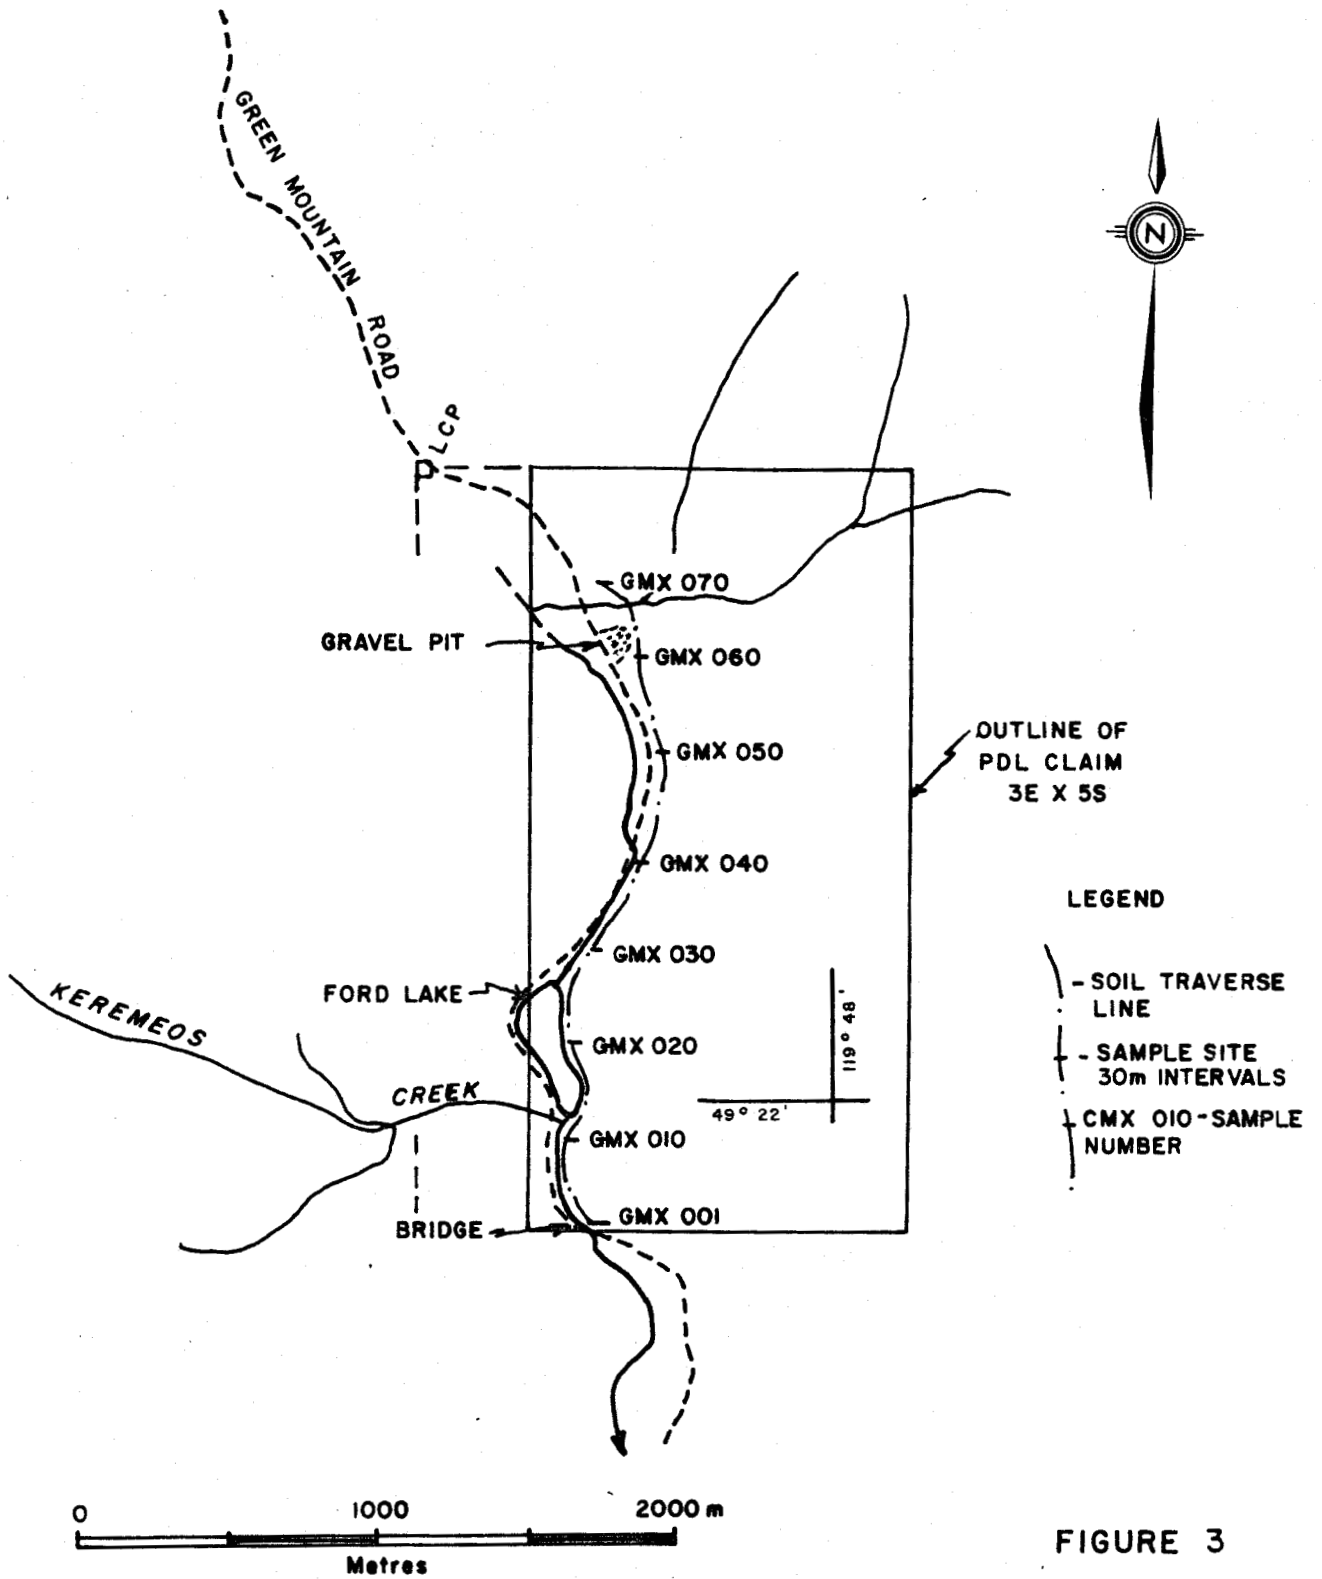 GREEN MOUNTAIN ROAD
N
LCP
GMX 070
GRAVEL PIT
GMX 060
GMX 050
OUTLINE OF
PDL CLAIM
3E X 5S
GMX 040
LEGEND
GMX 030
FORD LAKE
SOIL TRAVERSE
LINE
KEREMEOS
119° 48'
GMX 020
SAMPLE SITE
30m INTERVALS
CREEK
49° 22'
CMX 010-SAMPLE
NUMBER
GMX 010
GMX 001
BRIDGE
0 1000 2000 m
Metres
FIGURE 3